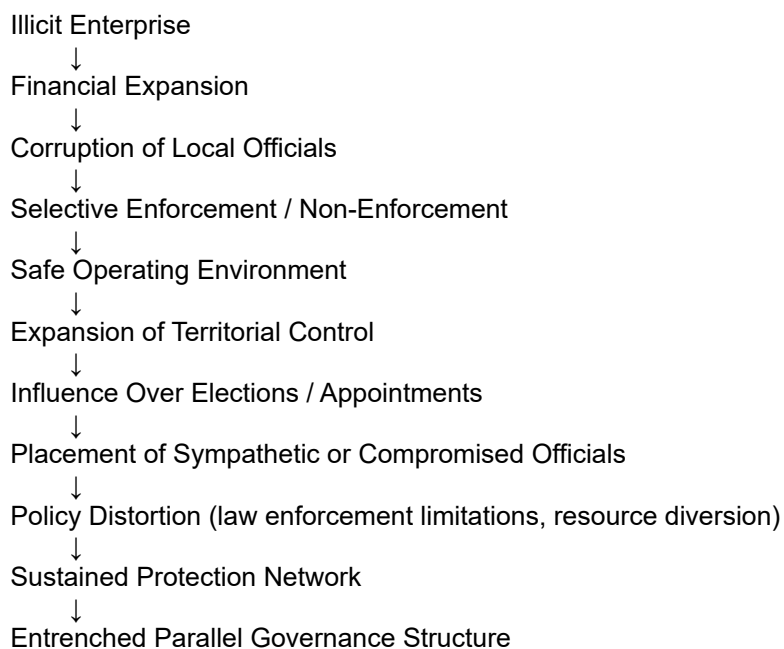 Illicit Enterprise
↓
Financial Expansion
↓
Corruption of Local Officials
↓
Selective Enforcement / Non-Enforcement
↓
Safe Operating Environment
↓
Expansion of Territorial Control
↓
Influence Over Elections / Appointments
↓
Placement of Sympathetic or Compromised Officials
↓
Policy Distortion (law enforcement limitations, resource diversion)
↓
Sustained Protection Network
↓
Entrenched Parallel Governance Structure